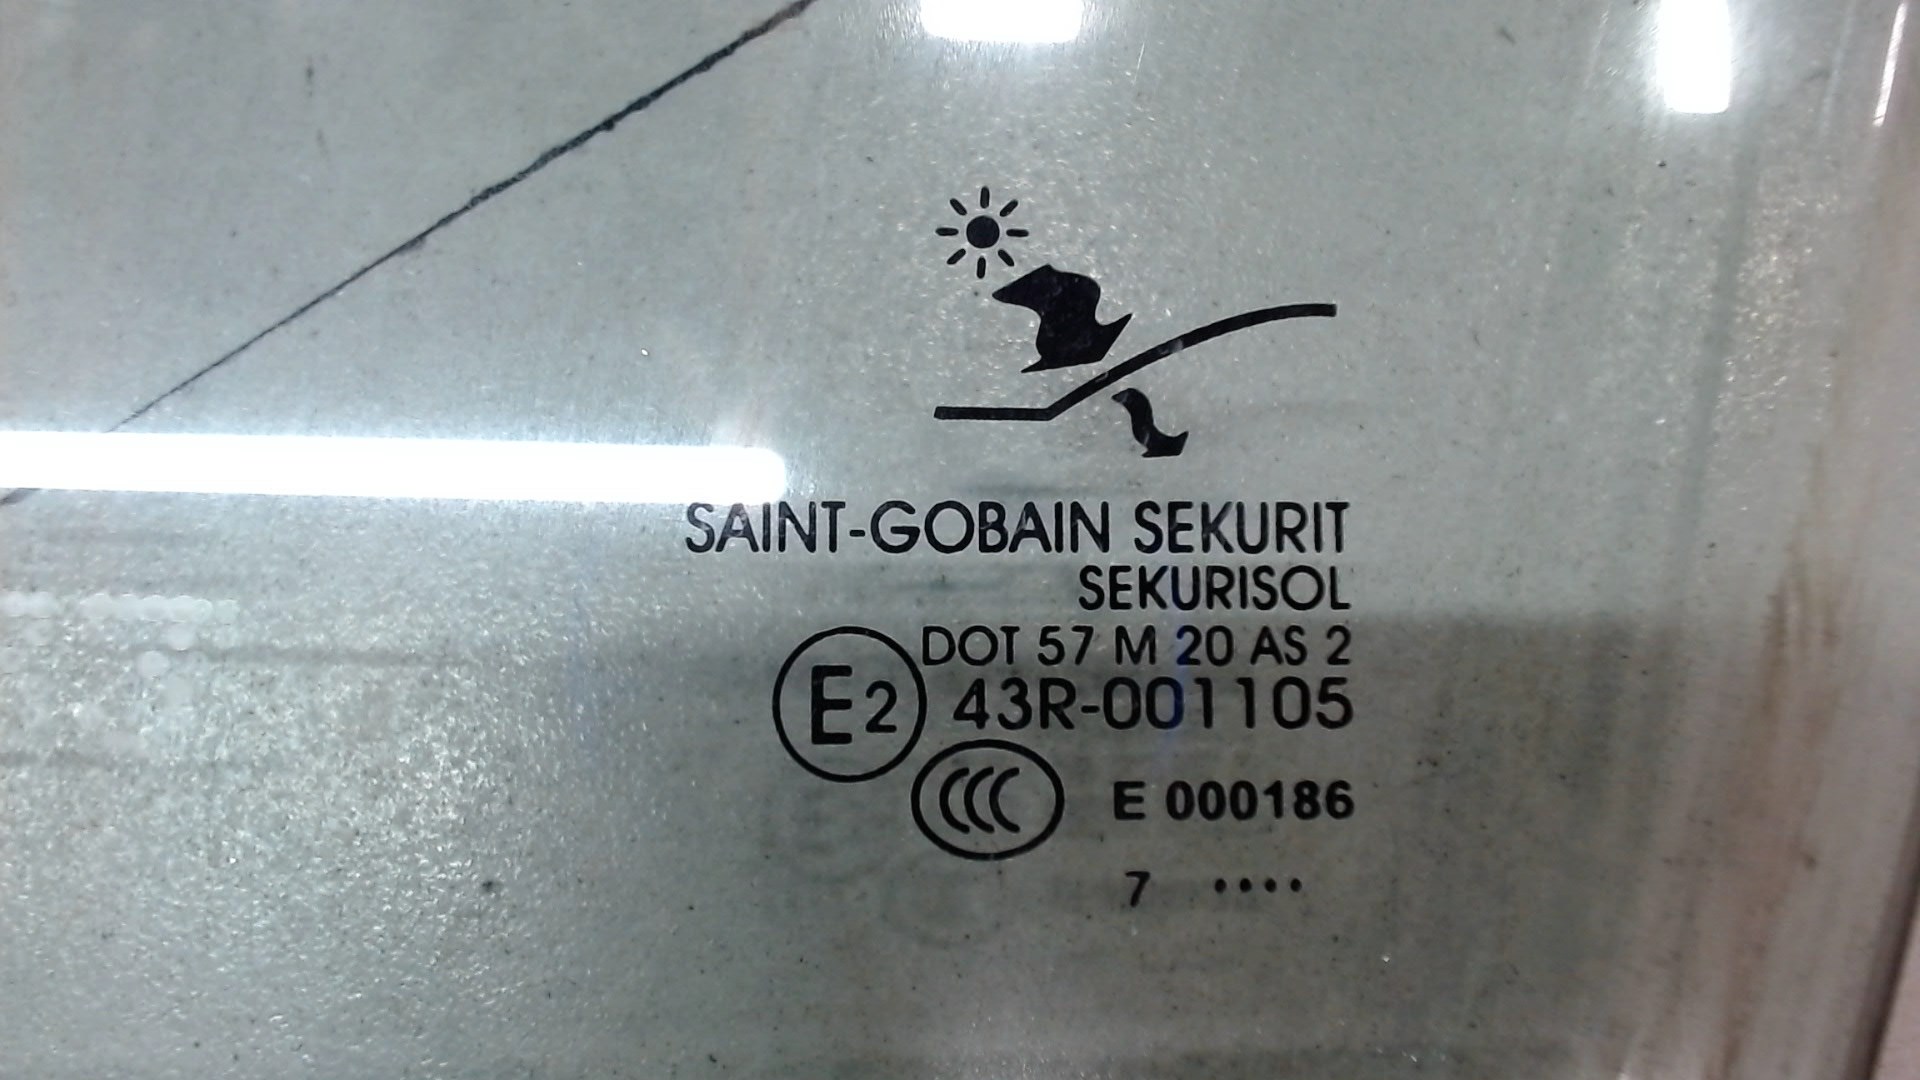 SAINT-GOBAIN SEKURIT
SEKURISOL
DOT 57 M 20 AS 2
E2 43R-001105
CCC E 000186
7 ....